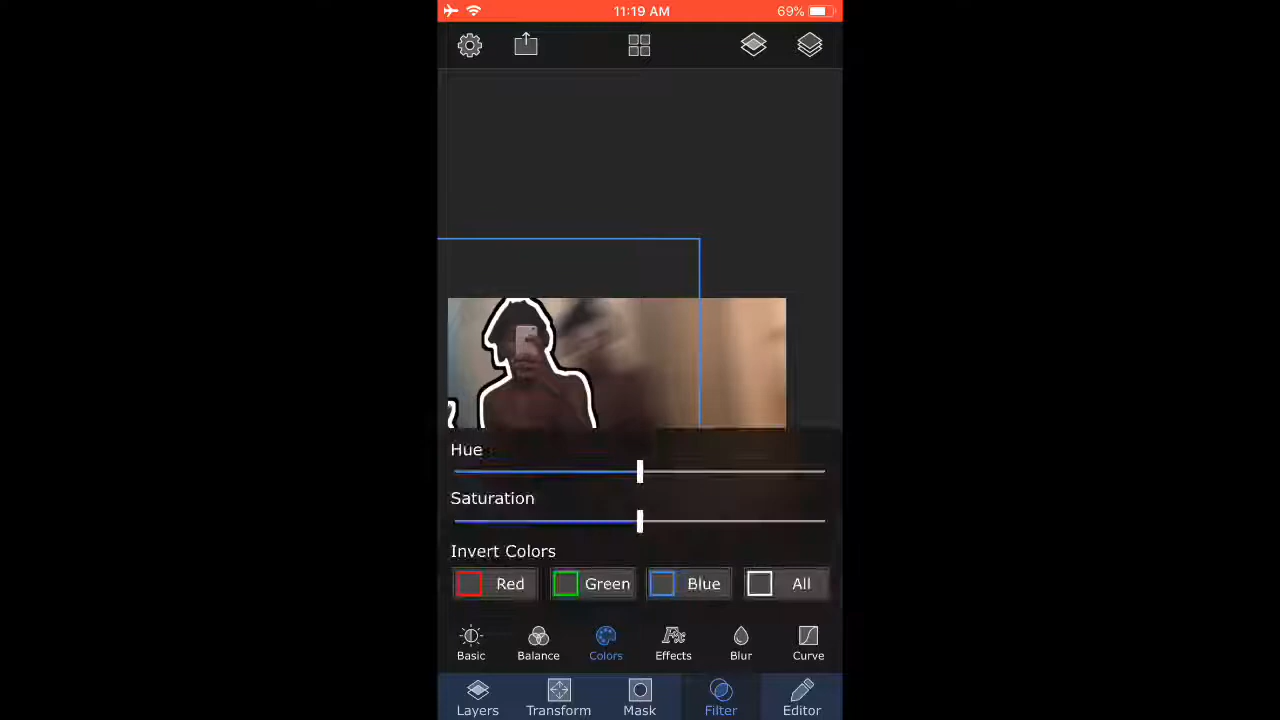 11:19 AM 69%
Hue
Saturation
Invert Colors
Red Green Blue All
Basic Balance Colors Fx Effects Blur Curve
Layers Transform Mask Filter Editor